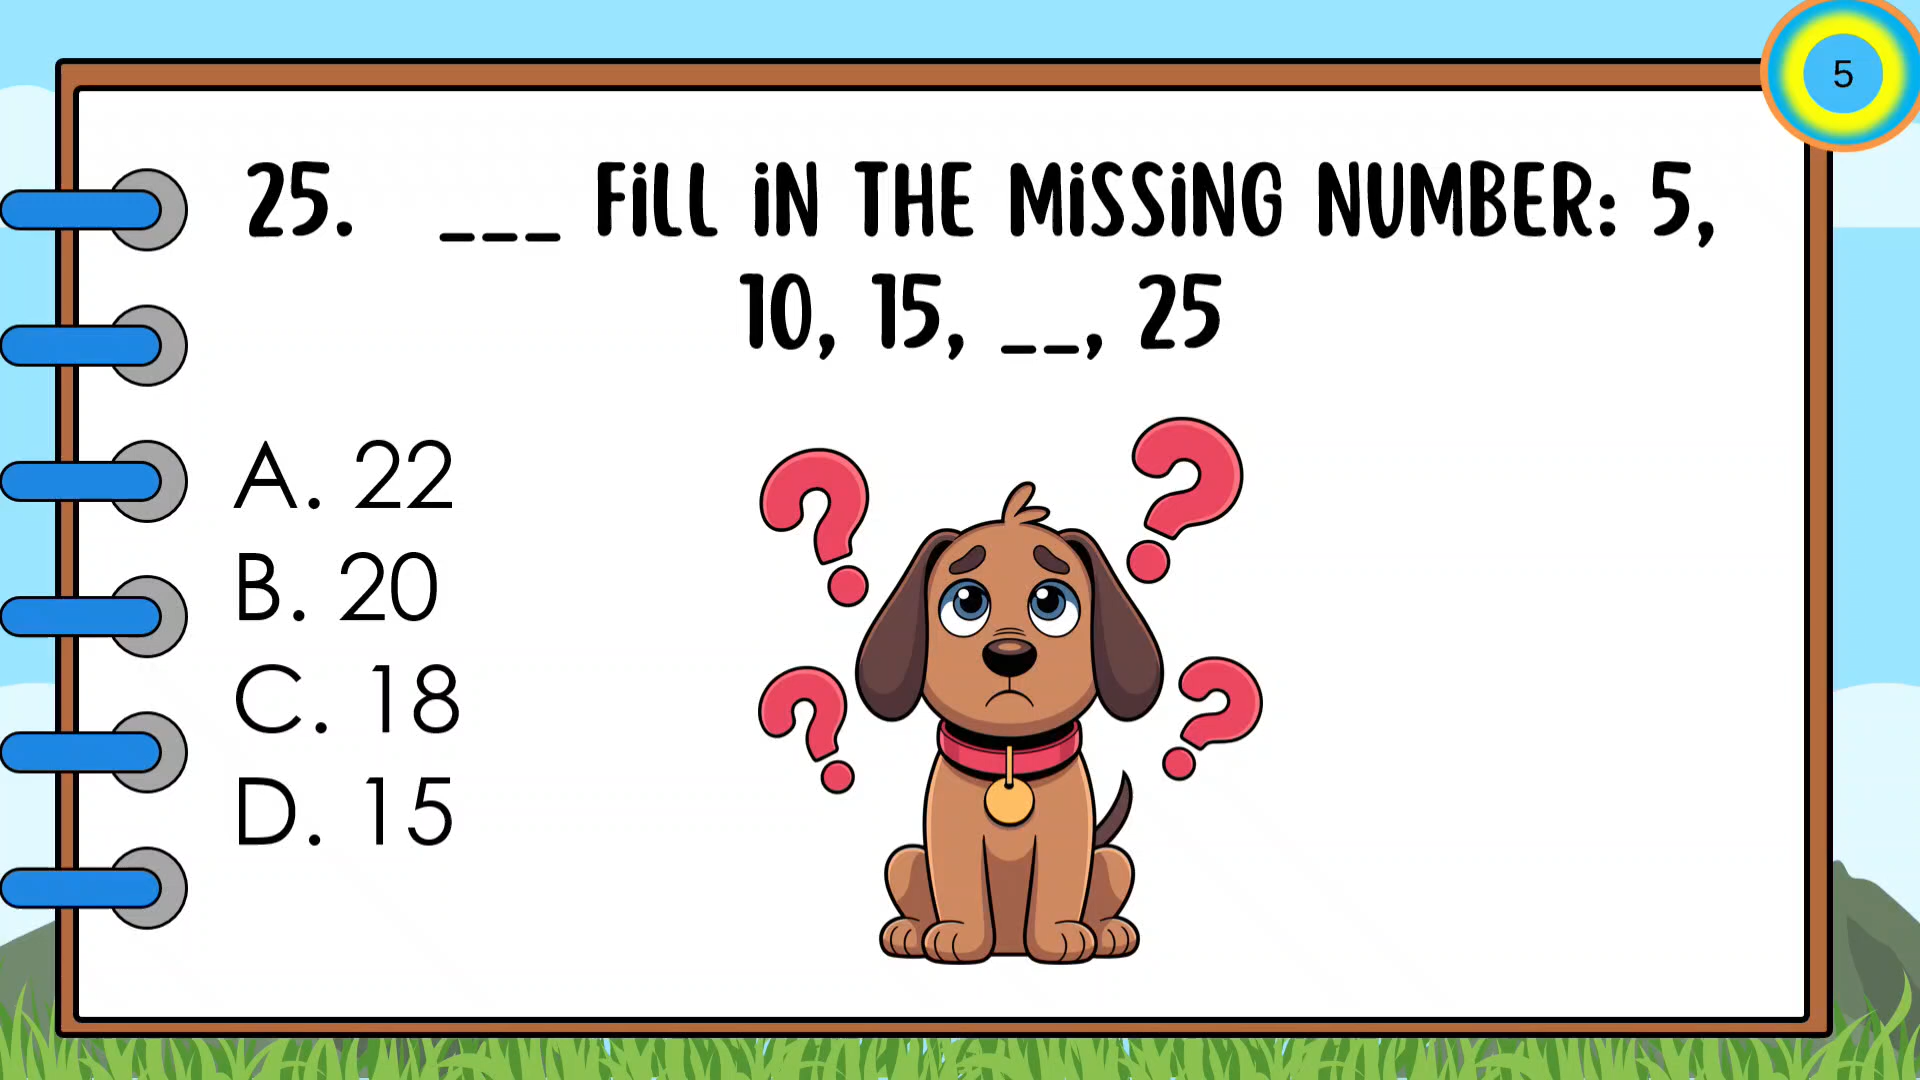 5
25. ___ FiLL iN THE MiSSiNG NUMBER: 5,
10, 15, __, 25
A. 22
B. 20
C. 18
D. 15